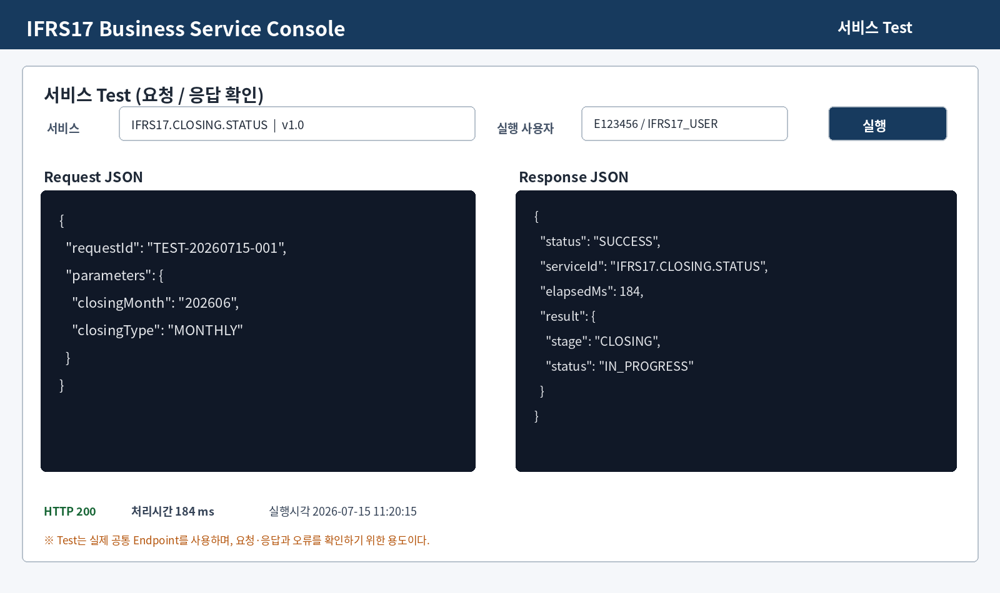 IFRS17 Business Service Console
서비스 Test
서비스 Test (요청 / 응답 확인)
서비스
IFRS17.CLOSING.STATUS | v1.0
실행 사용자
E123456 / IFRS17_USER
실행
Request JSON
{
"requestId": "TEST-20260715-001",
"parameters": {
"closingMonth": "202606",
"closingType": "MONTHLY"
}
}
Response JSON
{
"status": "SUCCESS",
"serviceId": "IFRS17.CLOSING.STATUS",
"elapsedMs": 184,
"result": {
"stage": "CLOSING",
"status": "IN_PROGRESS"
}
}
HTTP 200
처리시간 184 ms
실행시각 2026-07-15 11:20:15
※ Test는 실제 공통 Endpoint를 사용하며, 요청·응답과 오류를 확인하기 위한 용도이다.